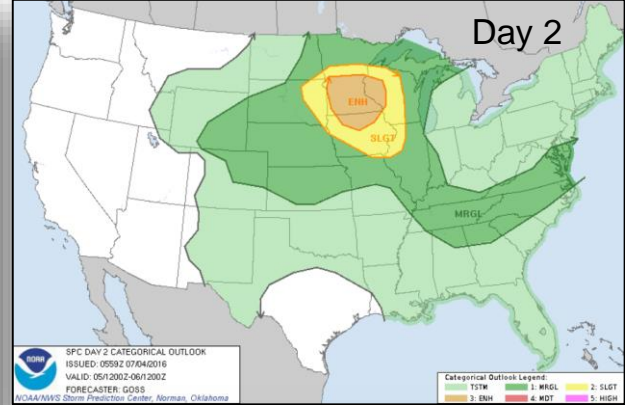 Day 2
ENH
SLGT
MRGL
NOAA
SPC DAY 2 CATEGORICAL OUTLOOK
ISSUED: 0559Z 07/04/2016
VALID: 05/1200Z-06/1200Z
FORECASTER: GOSS
NOAA/NWS Storm Prediction Center, Norman, Oklahoma
Categorical Outlook Legend:
TSTM 1: MRGL 2: SLGT
3: ENH 4: MDT 5: HIGH